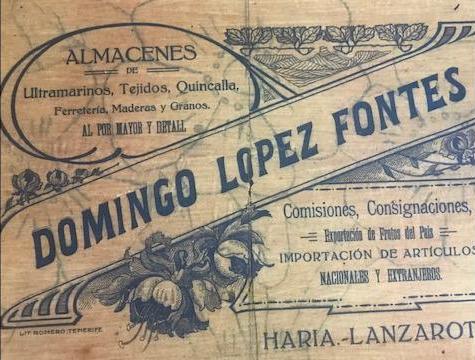 ALMACENES
DE
Ultramarinos, Tejidos, Quincalla,
Ferretería, Maderas y Granos.
AL POR MAYOR Y DETALL
DOMINGO LOPEZ FONTES
Comisiones, Consignaciones,
Exportación de Frutos del País
IMPORTACIÓN DE ARTÍCULOS
NACIONALES Y EXTRANJEROS.
LIT. ROMERO, TENERIFE
HARIA.-LANZAROT